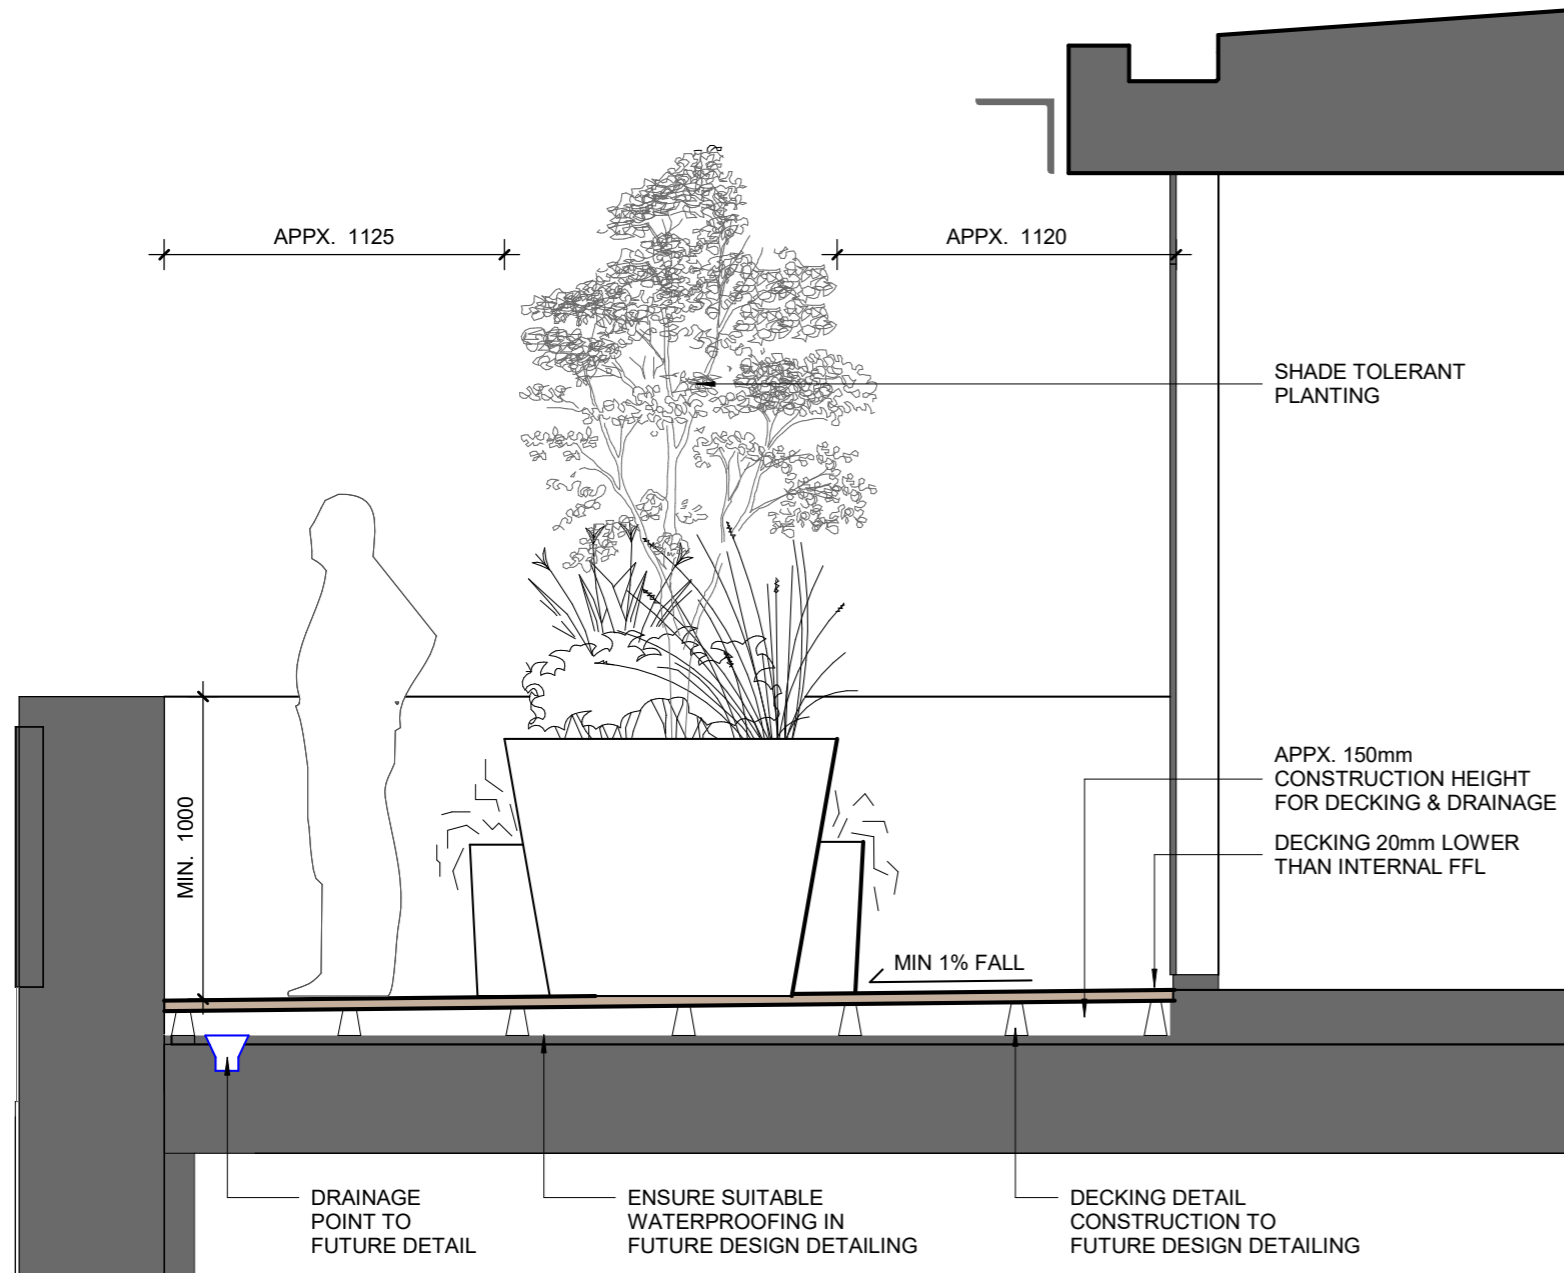 APPX. 1125
APPX. 1120
SHADE TOLERANT
PLANTING
APPX. 150mm
CONSTRUCTION HEIGHT
FOR DECKING & DRAINAGE
DECKING 20mm LOWER
THAN INTERNAL FFL
MIN. 1000
MIN 1% FALL
DRAINAGE
POINT TO
FUTURE DETAIL
ENSURE SUITABLE
WATERPROOFING IN
FUTURE DESIGN DETAILING
DECKING DETAIL
CONSTRUCTION TO
FUTURE DESIGN DETAILING